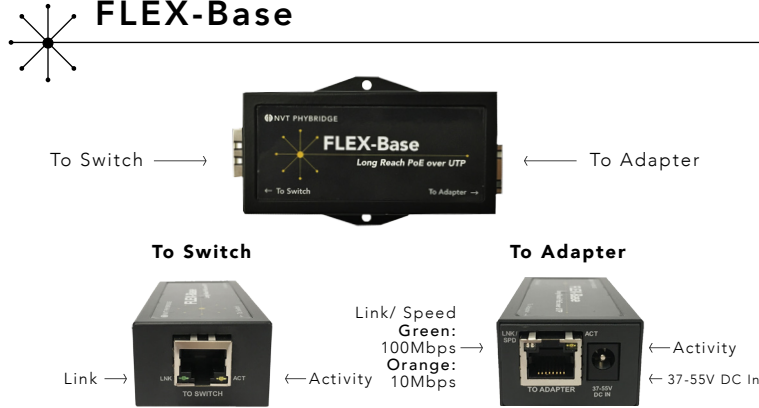 FLEX-Base
NVT PHYBRIDGE
FLEX-Base
Long Reach PoE over UTP
← To Switch
To Adapter →
To Switch
To Adapter
To Switch
To Adapter
LNK
ACT
TO SWITCH
Link
Activity
Link/ Speed
Green:
100Mbps
Orange:
10Mbps
LNK/
SPD
ACT
TO ADAPTER
37-55V
DC IN
Activity
37-55V DC In